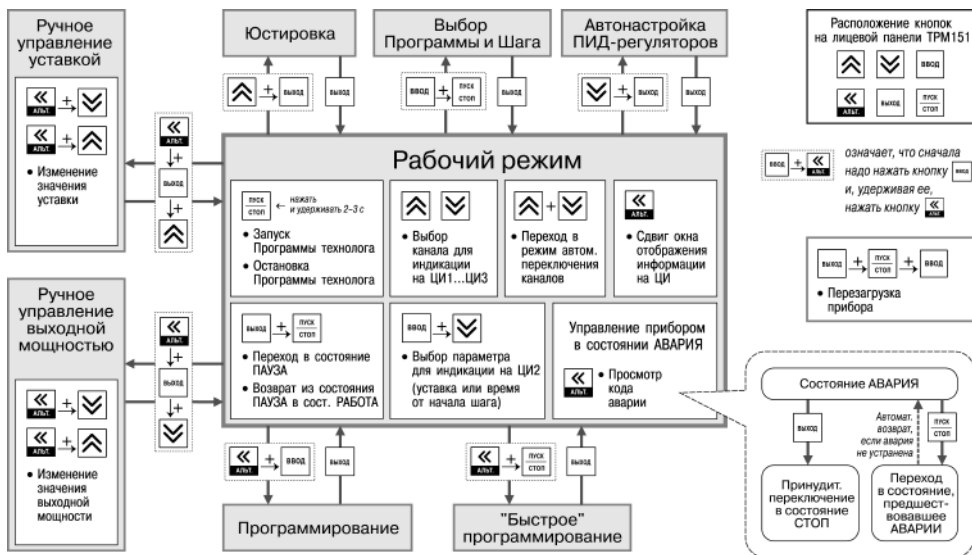 Ручное
управление
уставкой
АЛЬТ. +
АЛЬТ. +
• Изменение
значения
уставки
АЛЬТ.
+
ВЫХОД
+
Юстировка
+ ВЫХОД
ВЫХОД
Выбор
Программы и Шага
ВВОД + ПУСК СТОП
ВЫХОД
Автонастройка
ПИД-регуляторов
+ ВЫХОД
ВЫХОД
Расположение кнопок
на лицевой панели ТРМ151
ВВОД
АЛЬТ. ВЫХОД ПУСК СТОП
ВВОД + АЛЬТ.
означает, что сначала
надо нажать кнопку ВВОД
и, удерживая ее,
нажать кнопку АЛЬТ.
ВЫХОД + ПУСК СТОП + ВВОД
• Перезагрузка
прибора
Рабочий режим
ПУСК СТОП ← нажать
и удерживать 2–3 с
• Запуск
Программы технолога
• Остановка
Программы технолога
• Выбор
канала для
индикации
на ЦИ1...ЦИ3
+
• Переход в
режим автом.
переключения
каналов
АЛЬТ.
• Сдвиг окна
отображения
информации
на ЦИ
ВЫХОД + ПУСК СТОП
• Переход в состояние
ПАУЗА
• Возврат из состояния
ПАУЗА в сост. РАБОТА
ВВОД +
• Выбор параметра
для индикации на ЦИ2
(уставка или время
от начала шага)
Управление прибором
в состоянии АВАРИЯ
АЛЬТ. • Просмотр
кода
аварии
Ручное
управление
выходной
мощностью
АЛЬТ. +
АЛЬТ. +
• Изменение
значения
выходной
мощности
АЛЬТ.
+
ВЫХОД
+
АЛЬТ. + ВВОД
ВЫХОД
Программирование
АЛЬТ. + ПУСК СТОП
ВЫХОД
"Быстрое"
программирование
Состояние АВАРИЯ
ВЫХОД
Автомат.
возврат,
если авария
не устранена
ПУСК СТОП
Принудит.
переключение
в состояние
СТОП
Переход
в состояние,
предшест-
вовавшее
АВАРИИ